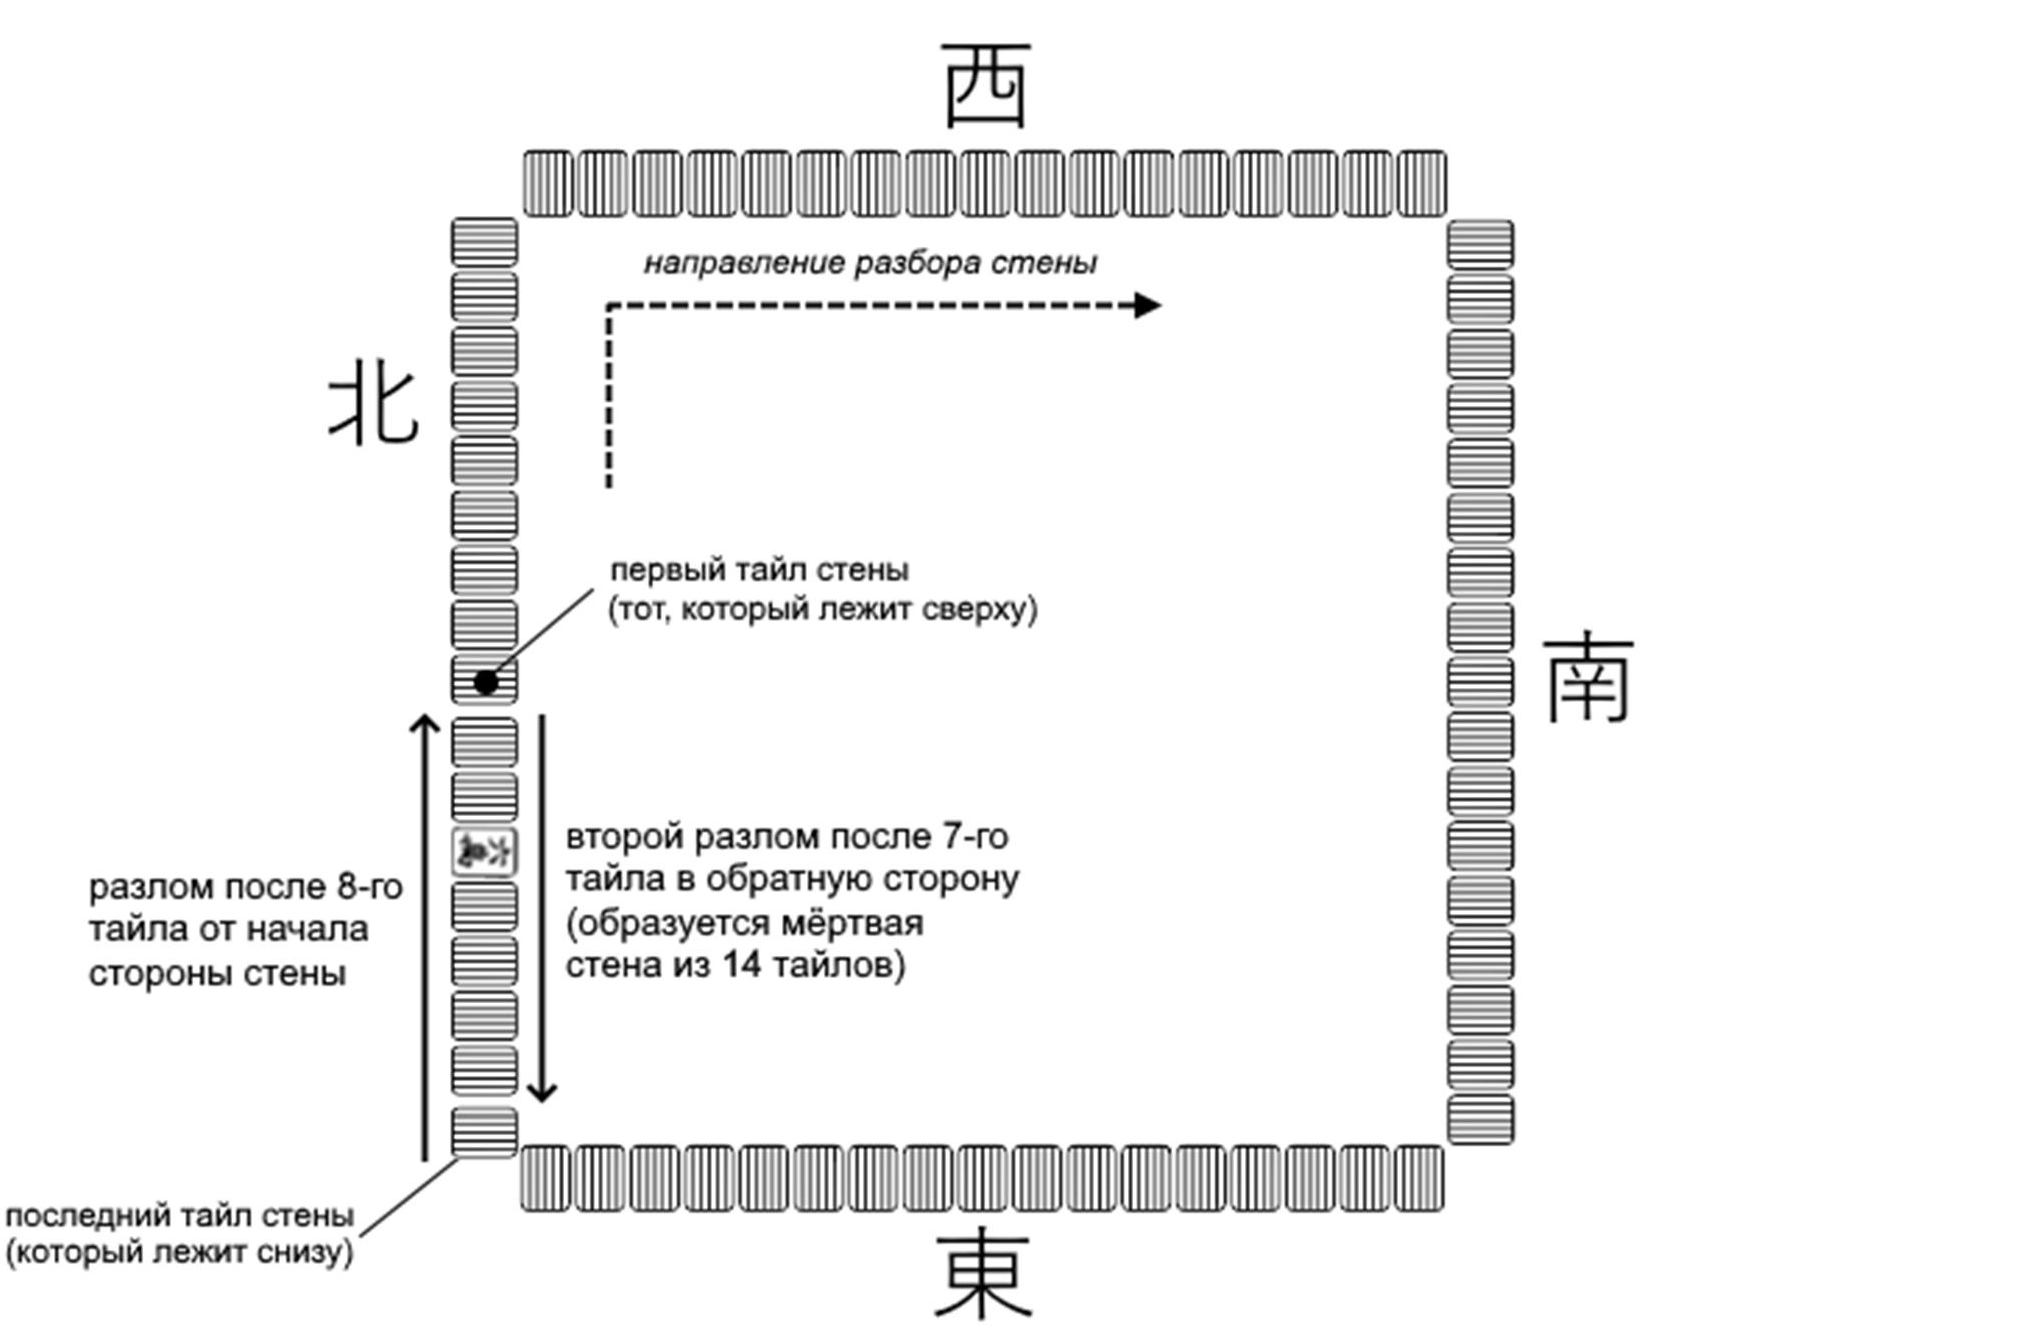 西
направление разбора стены
北
первый тайл стены
(тот, который лежит сверху)
南
второй разлом после 7-го
тайла в обратную сторону
(образуется мёртвая
стена из 14 тайлов)
разлом после 8-го
тайла от начала
стороны стены
последний тайл стены
(который лежит снизу)
東